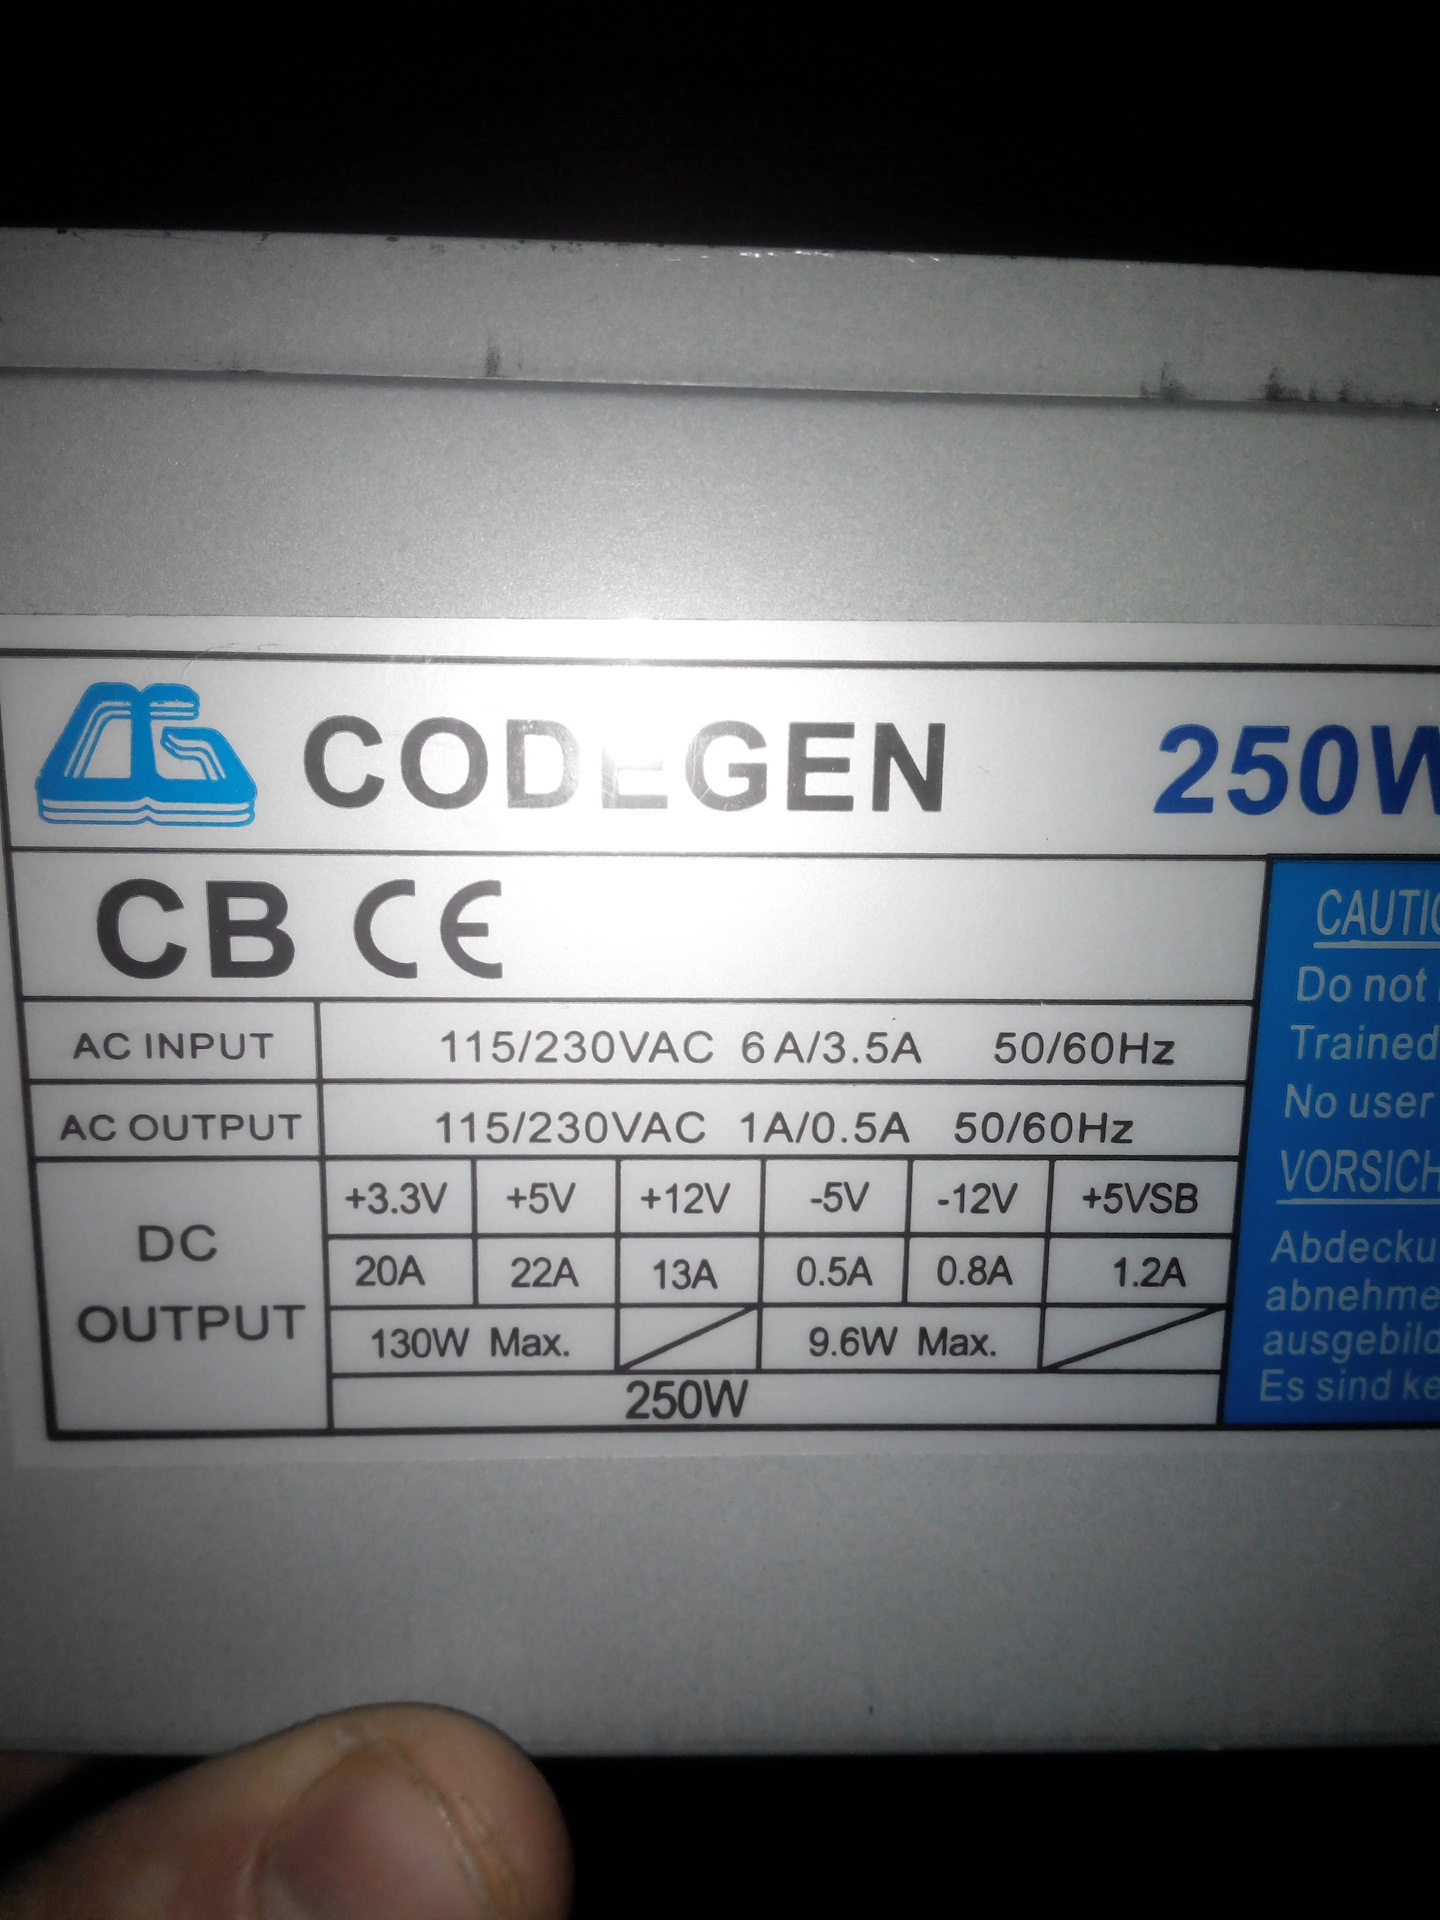 CODEGEN 250W
CB CE
AC INPUT 115/230VAC 6A/3.5A 50/60Hz
AC OUTPUT 115/230VAC 1A/0.5A 50/60Hz
DC OUTPUT
+3.3V +5V +12V -5V -12V +5VSB
20A 22A 13A 0.5A 0.8A 1.2A
130W Max. 9.6W Max.
250W
CAUTIO
Do not
Trained
No user
VORSICH
Abdecku
abnehme
ausgebild
Es sind ke